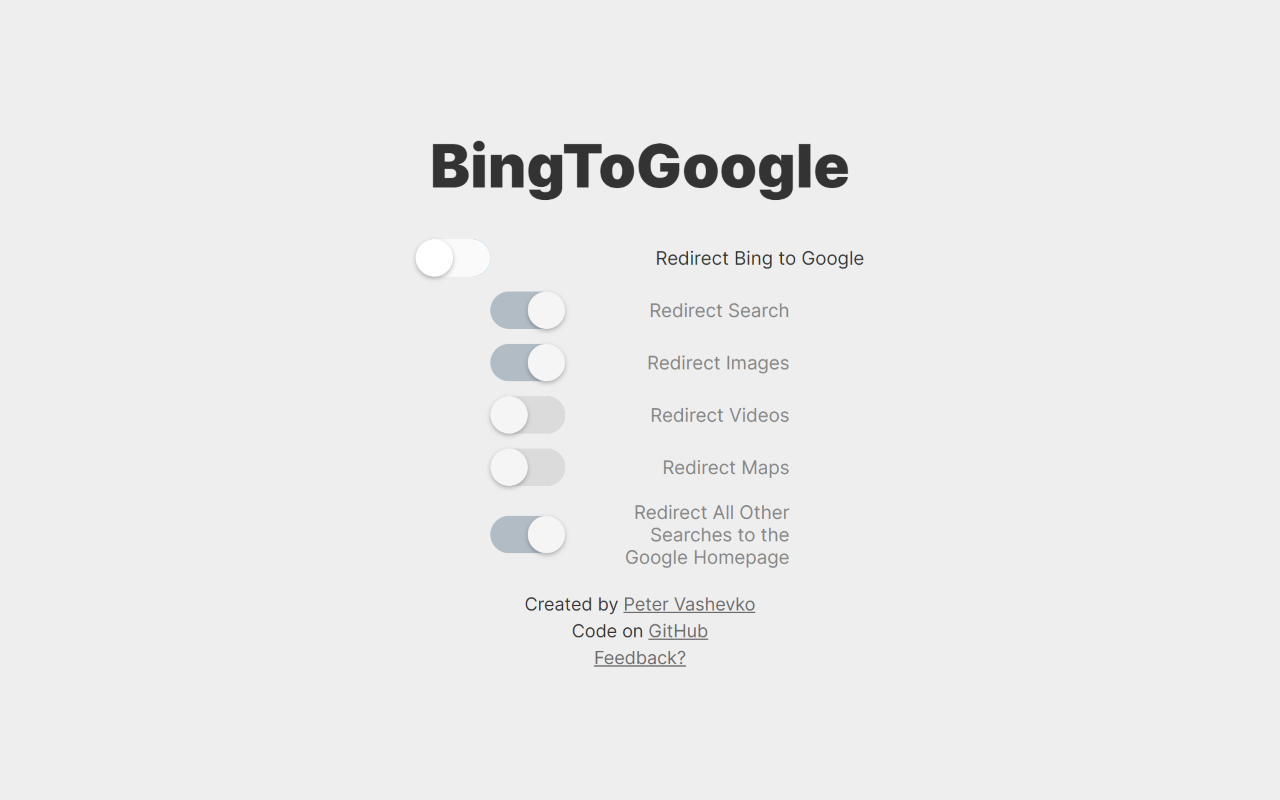 BingToGoogle
Redirect Bing to Google
Redirect Search
Redirect Images
Redirect Videos
Redirect Maps
Redirect All Other
Searches to the
Google Homepage
Created by Peter Vashevko
Code on GitHub
Feedback?